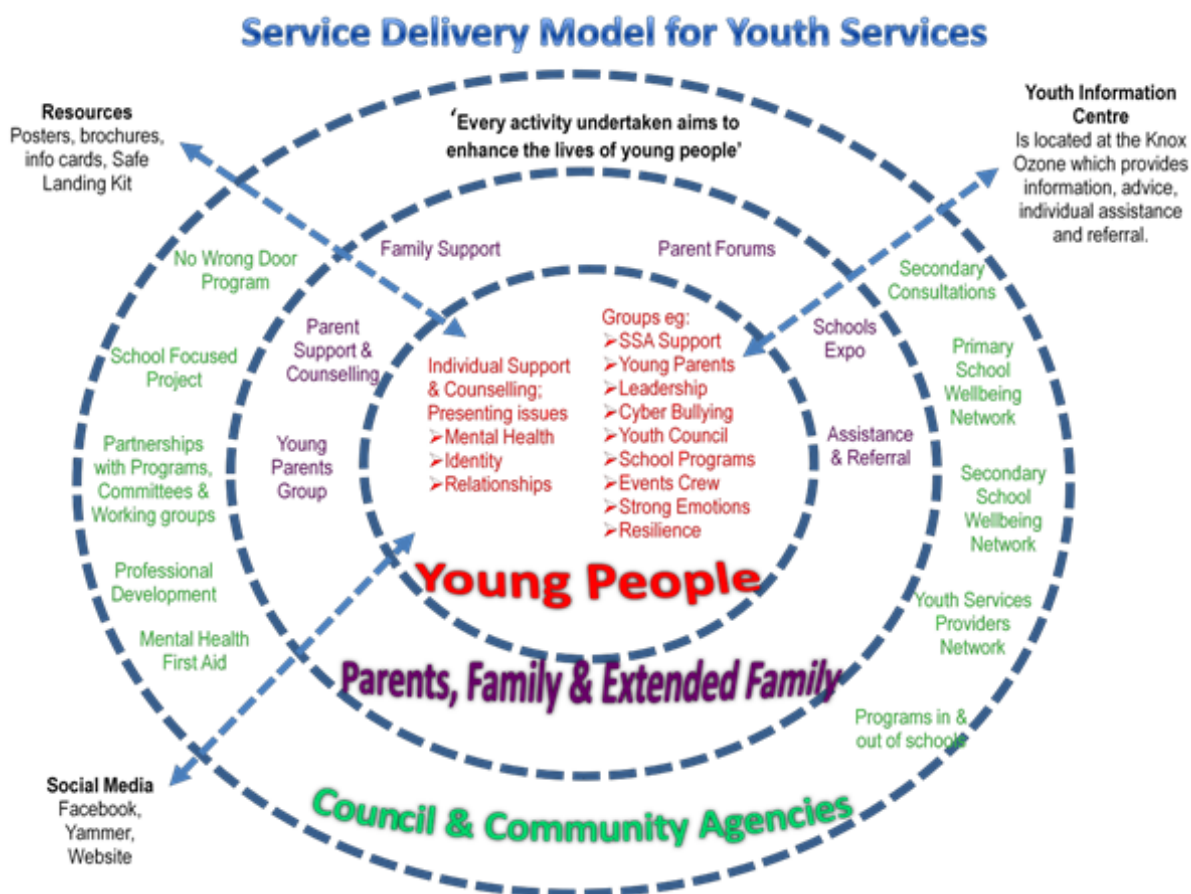 Service Delivery Model for Youth Services
Resources
Posters, brochures,
info cards, Safe
Landing Kit
‘Every activity undertaken aims to
enhance the lives of young people’
Youth Information
Centre
Is located at the Knox
Ozone which provides
information, advice,
individual assistance
and referral.
No Wrong Door
Program
School Focused
Project
Partnerships
with Programs,
Committees &
Working groups
Professional
Development
Mental Health
First Aid
Family Support
Parent Forums
Parent
Support &
Counselling
Young
Parents
Group
Individual Support
& Counselling;
Presenting issues
➢Mental Health
➢Identity
➢Relationships
Groups eg:
➢SSA Support
➢Young Parents
➢Leadership
➢Cyber Bullying
➢Youth Council
➢School Programs
➢Events Crew
➢Strong Emotions
➢Resilience
Schools
Expo
Assistance
& Referral
Secondary
Consultations
Primary
School
Wellbeing
Network
Secondary
School
Wellbeing
Network
Youth Services
Providers
Network
Programs in &
out of schools
Young People
Parents, Family & Extended Family
Council & Community Agencies
Social Media
Facebook,
Yammer,
Website